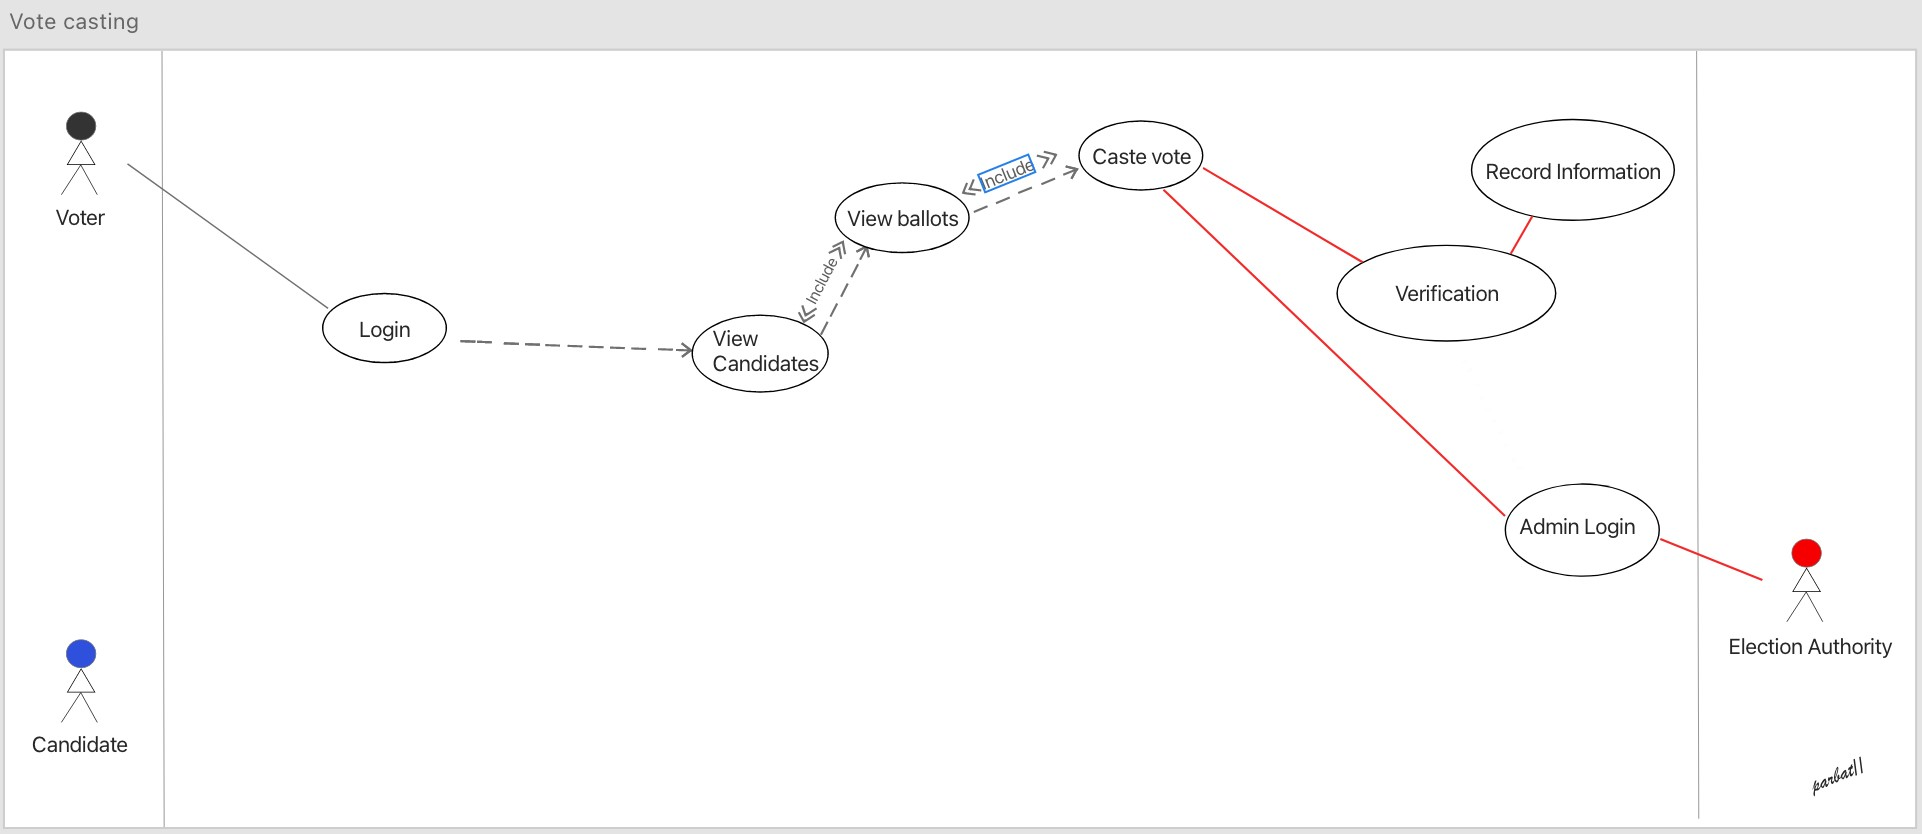 Vote casting
Voter
Login
View
Candidates
<<Include>>
View ballots
<<Include>>
Caste vote
Record Information
Verification
Admin Login
Election Authority
Candidate
parbat||